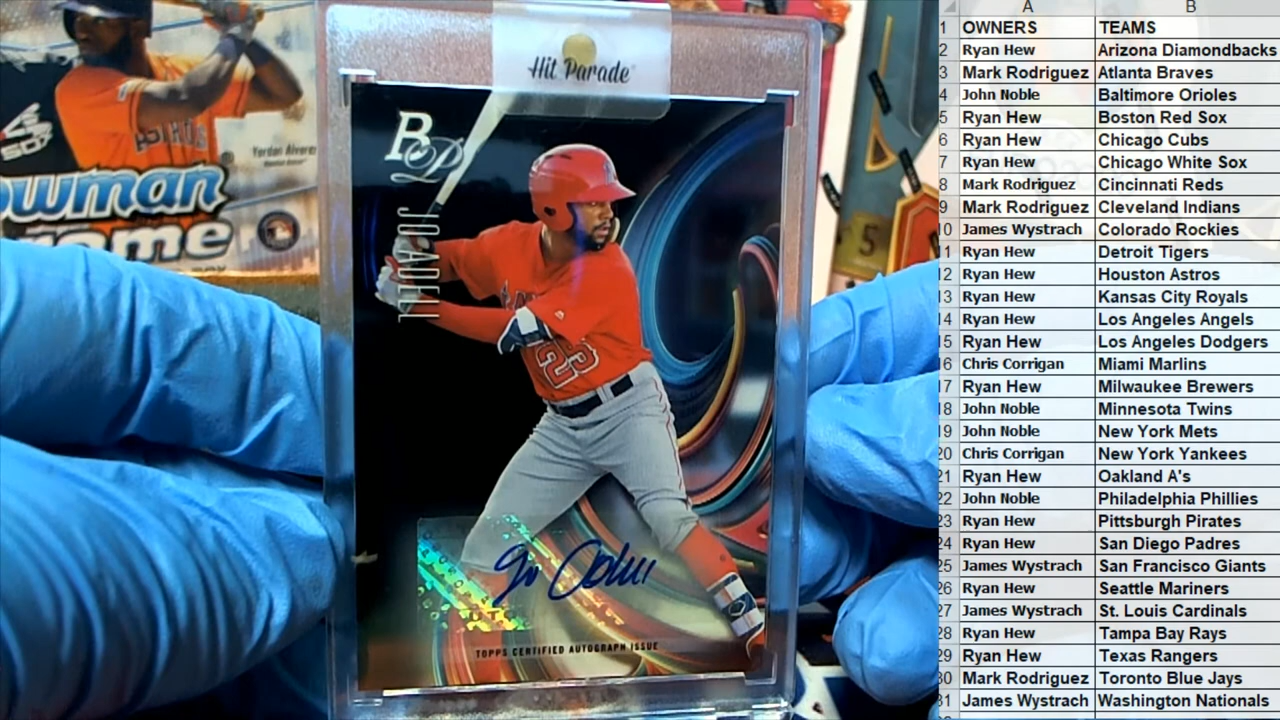 ASTROS
SOX
Yordan Alvarez
owman
rome
Hit Parade
BP
JO ADELL
23
TOPPS CERTIFIED AUTOGRAPH ISSUE
5
A B
1 OWNERS TEAMS
2 Ryan Hew Arizona Diamondbacks
3 Mark Rodriguez Atlanta Braves
4 John Noble Baltimore Orioles
5 Ryan Hew Boston Red Sox
6 Ryan Hew Chicago Cubs
7 Ryan Hew Chicago White Sox
8 Mark Rodriguez Cincinnati Reds
9 Mark Rodriguez Cleveland Indians
10 James Wystrach Colorado Rockies
11 Ryan Hew Detroit Tigers
12 Ryan Hew Houston Astros
13 Ryan Hew Kansas City Royals
14 Ryan Hew Los Angeles Angels
15 Ryan Hew Los Angeles Dodgers
16 Chris Corrigan Miami Marlins
17 Ryan Hew Milwaukee Brewers
18 John Noble Minnesota Twins
19 John Noble New York Mets
20 Chris Corrigan New York Yankees
21 Ryan Hew Oakland A's
22 John Noble Philadelphia Phillies
23 Ryan Hew Pittsburgh Pirates
24 Ryan Hew San Diego Padres
25 James Wystrach San Francisco Giants
26 Ryan Hew Seattle Mariners
27 James Wystrach St. Louis Cardinals
28 Ryan Hew Tampa Bay Rays
29 Ryan Hew Texas Rangers
30 Mark Rodriguez Toronto Blue Jays
31 James Wystrach Washington Nationals